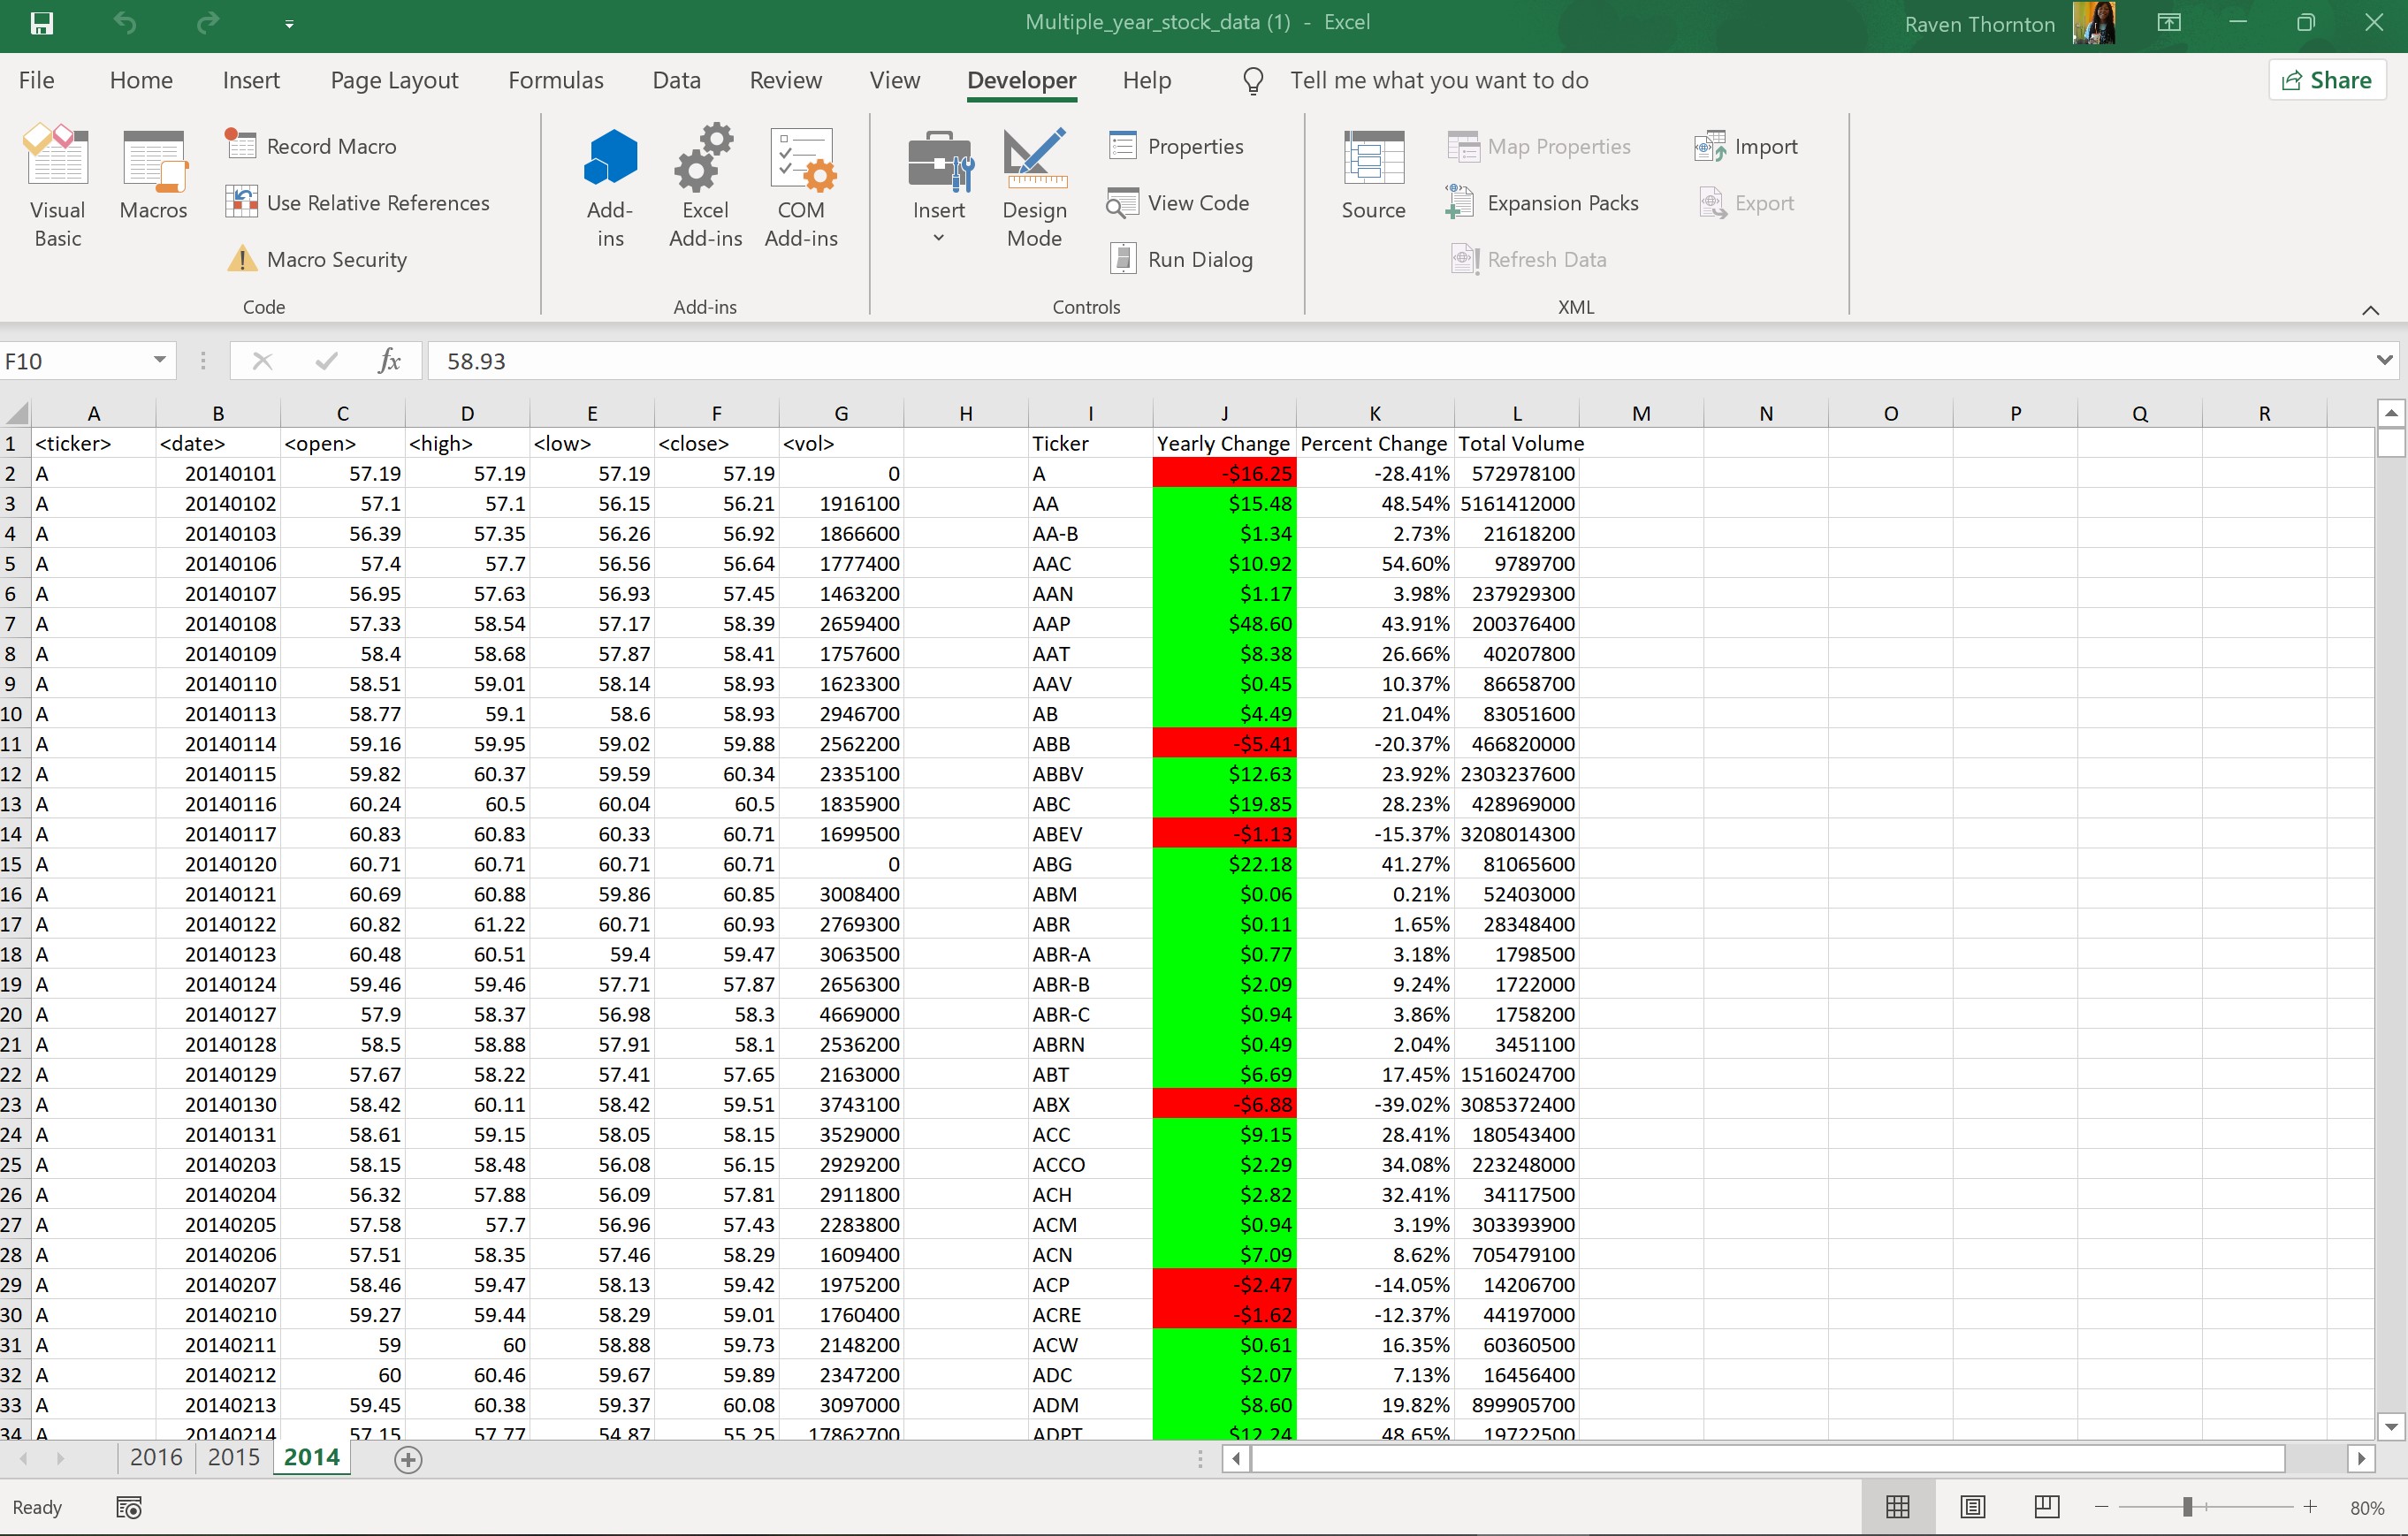 Multiple_year_stock_data (1) - Excel
Raven Thornton
File Home Insert Page Layout Formulas Data Review View Developer Help Tell me what you want to do Share
Visual Basic
Macros
Record Macro
Use Relative References
Macro Security
Code
Add-ins
Excel Add-ins
COM Add-ins
Add-ins
Insert
Design Mode
Properties
View Code
Run Dialog
Controls
Source
Map Properties
Expansion Packs
Refresh Data
Import
Export
XML
F10 fx 58.93
A B C D E F G H I J K L M N O P Q R
1 <ticker> <date> <open> <high> <low> <close> <vol> Ticker Yearly Change Percent Change Total Volume
2 A 20140101 57.19 57.19 57.19 57.19 0 A -$16.25 -28.41% 572978100
3 A 20140102 57.1 57.1 56.15 56.21 1916100 AA $15.48 48.54% 5161412000
4 A 20140103 56.39 57.35 56.26 56.92 1866600 AA-B $1.34 2.73% 21618200
5 A 20140106 57.4 57.7 56.56 56.64 1777400 AAC $10.92 54.60% 9789700
6 A 20140107 56.95 57.63 56.93 57.45 1463200 AAN $1.17 3.98% 237929300
7 A 20140108 57.33 58.54 57.17 58.39 2659400 AAP $48.60 43.91% 200376400
8 A 20140109 58.4 58.68 57.87 58.41 1757600 AAT $8.38 26.66% 40207800
9 A 20140110 58.51 59.01 58.14 58.93 1623300 AAV $0.45 10.37% 86658700
10 A 20140113 58.77 59.1 58.6 58.93 2946700 AB $4.49 21.04% 83051600
11 A 20140114 59.16 59.95 59.02 59.88 2562200 ABB -$5.41 -20.37% 466820000
12 A 20140115 59.82 60.37 59.59 60.34 2335100 ABBV $12.63 23.92% 2303237600
13 A 20140116 60.24 60.5 60.04 60.5 1835900 ABC $19.85 28.23% 428969000
14 A 20140117 60.83 60.83 60.33 60.71 1699500 ABEV -$1.13 -15.37% 3208014300
15 A 20140120 60.71 60.71 60.71 60.71 0 ABG $22.18 41.27% 81065600
16 A 20140121 60.69 60.88 59.86 60.85 3008400 ABM $0.06 0.21% 52403000
17 A 20140122 60.82 61.22 60.71 60.93 2769300 ABR $0.11 1.65% 28348400
18 A 20140123 60.48 60.51 59.4 59.47 3063500 ABR-A $0.77 3.18% 1798500
19 A 20140124 59.46 59.46 57.71 57.87 2656300 ABR-B $2.09 9.24% 1722000
20 A 20140127 57.9 58.37 56.98 58.3 4669000 ABR-C $0.94 3.86% 1758200
21 A 20140128 58.5 58.88 57.91 58.1 2536200 ABRN $0.49 2.04% 3451100
22 A 20140129 57.67 58.22 57.41 57.65 2163000 ABT $6.69 17.45% 1516024700
23 A 20140130 58.42 60.11 58.42 59.51 3743100 ABX -$6.88 -39.02% 3085372400
24 A 20140131 58.61 59.15 58.05 58.15 3529000 ACC $9.15 28.41% 180543400
25 A 20140203 58.15 58.48 56.08 56.15 2929200 ACCO $2.29 34.08% 223248000
26 A 20140204 56.32 57.88 56.09 57.81 2911800 ACH $2.82 32.41% 34117500
27 A 20140205 57.58 57.7 56.96 57.43 2283800 ACM $0.94 3.19% 303393900
28 A 20140206 57.51 58.35 57.46 58.29 1609400 ACN $7.09 8.62% 705479100
29 A 20140207 58.46 59.47 58.13 59.42 1975200 ACP -$2.47 -14.05% 14206700
30 A 20140210 59.27 59.44 58.29 59.01 1760400 ACRE -$1.62 -12.37% 44197000
31 A 20140211 59 60 58.88 59.73 2148200 ACW $0.61 16.35% 60360500
32 A 20140212 60 60.46 59.67 59.89 2347200 ADC $2.07 7.13% 16456400
33 A 20140213 59.45 60.38 59.37 60.08 3097000 ADM $8.60 19.82% 899905700
34 A 20140214 57.15 57.77 54.87 55.25 17862700 ADPT $12.24 48.65% 19722500
2016 2015 2014
Ready 80%